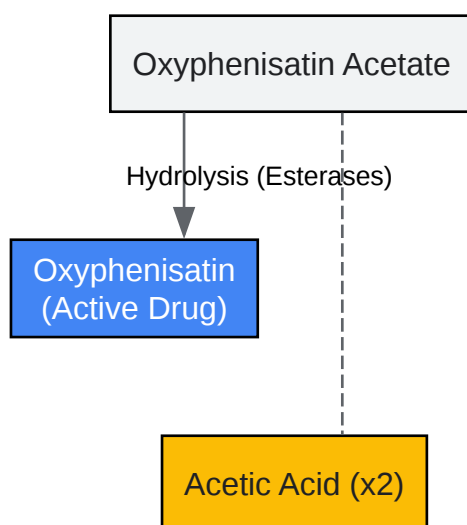 Oxyphenisatin Acetate
Hydrolysis (Esterases)
Oxyphenisatin
(Active Drug)
Acetic Acid (x2)